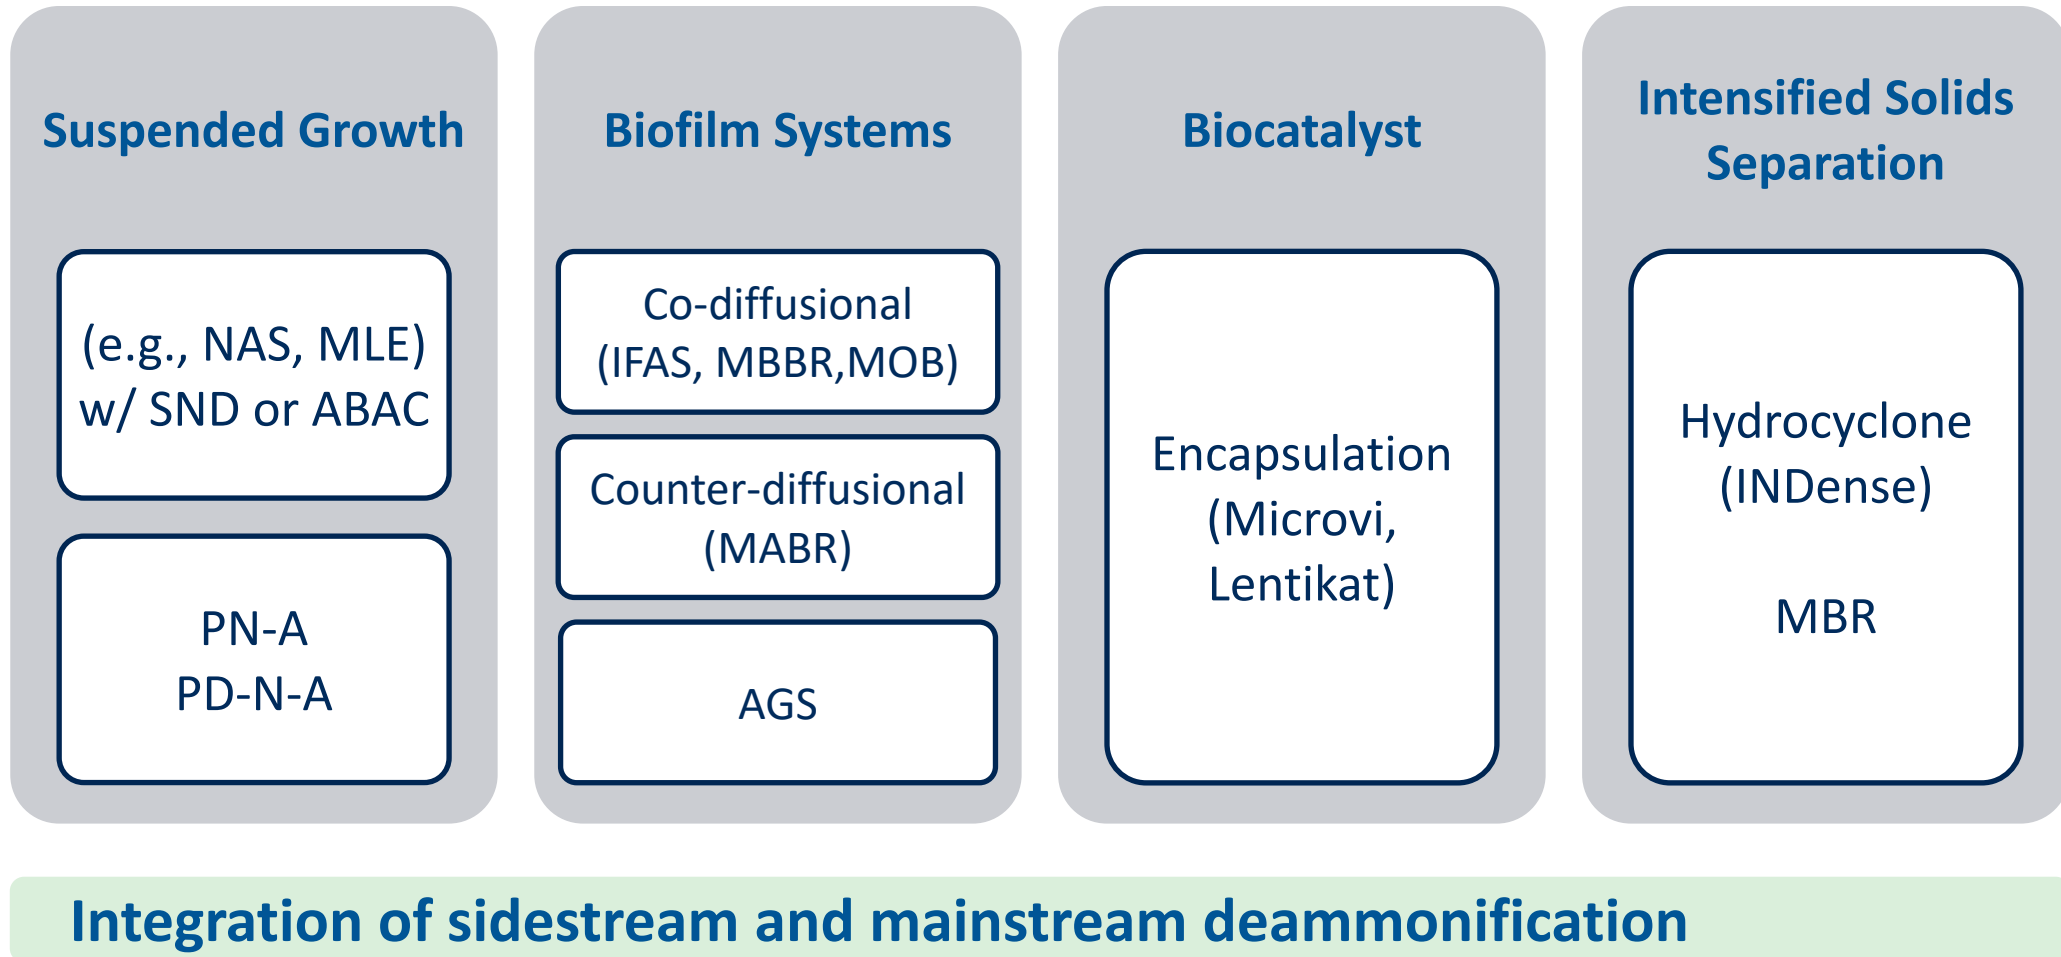 Suspended Growth
(e.g., NAS, MLE)
w/ SND or ABAC
PN-A
PD-N-A
Biofilm Systems
Co-diffusional
(IFAS, MBBR,MOB)
Counter-diffusional
(MABR)
AGS
Biocatalyst
Encapsulation
(Microvi,
Lentikat)
Intensified Solids
Separation
Hydrocyclone
(INDense)
MBR
Integration of sidestream and mainstream deammonification